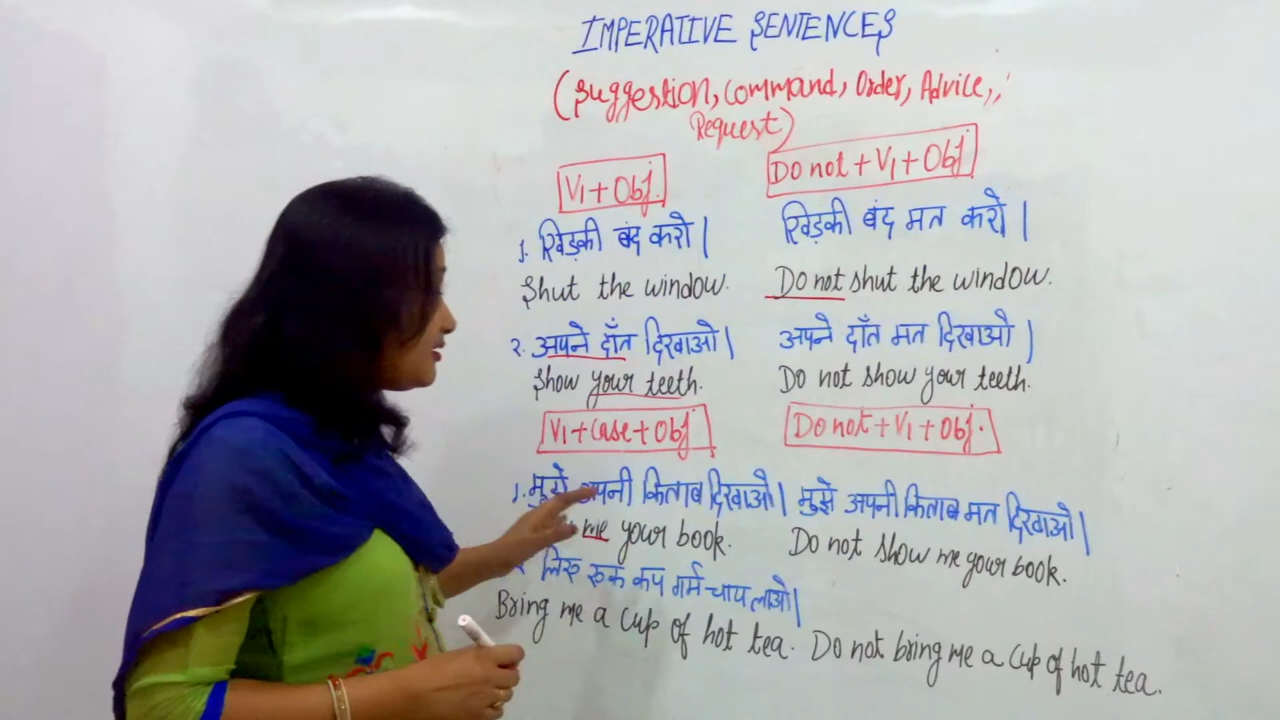 IMPERATIVE SENTENCES
(Suggestion, Command, Order, Advice,,
Request)
V1 + Obj.
Do not + V1 + Obj.
1. खिड़की बंद करो|
खिड़की बंद मत करो|
Shut the window.
Do not shut the window.
२. अपने दाँत दिखाओ|
अपने दाँत मत दिखाओ|
Show your teeth.
Do not show your teeth.
V1 + Case + Obj
Do not + V1 + Obj.
1. मुझे अपनी किताब दिखाओ|
मुझे अपनी किताब मत दिखाओ|
me your book.
Do not show me your book.
लिए एक कप गर्म चाय लाओ|
Bring me a cup of hot tea. Do not bring me a cup of hot tea.